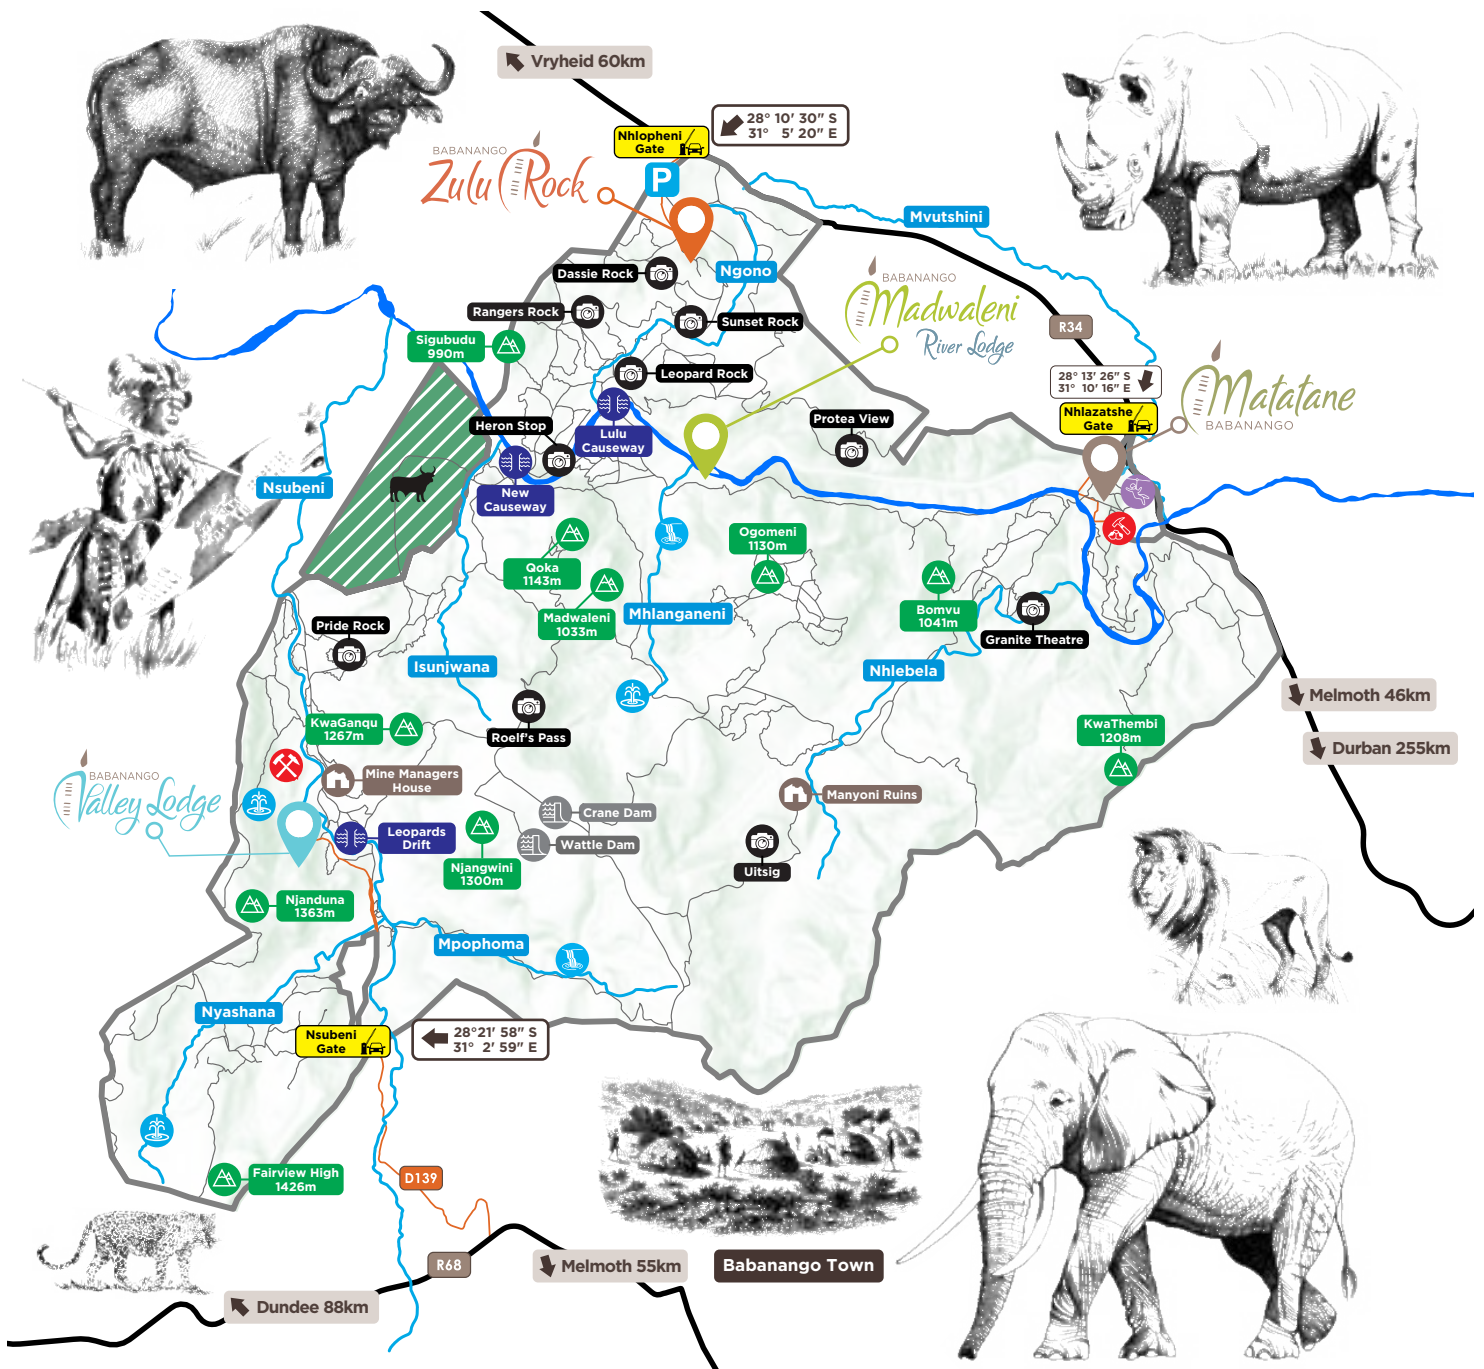 Vryheid 60km
28° 10' 30" S
31° 5' 20" E
Nhlopheni
Gate
P
BABANANGO
Zulu Rock
Mvutshini
Ngono
Dassie Rock
Rangers Rock
Sunset Rock
BABANANGO
Madwaleni
River Lodge
R34
Sigubudu
990m
Leopard Rock
28° 13' 26" S
31° 10' 16" E
Nhlazatshe
Gate
Matatane
BABANANGO
Protea View
Heron Stop
Lulu
Causeway
Nsubeni
New
Causeway
Ogomeni
1130m
Qoka
1143m
Madwaleni
1033m
Mhlanganeni
Bomvu
1041m
Granite Theatre
Pride Rock
Isunjwana
Nhlebela
Melmoth 46km
KwaGanqu
1267m
Roelf's Pass
KwaThembi
1208m
Durban 255km
BABANANGO
Valley Lodge
Mine Managers
House
Manyoni Ruins
Crane Dam
Leopards
Drift
Wattle Dam
Njangwini
1300m
Uitsig
Njanduna
1363m
Mpophoma
Nyashana
Nsubeni
Gate
28°21' 58" S
31° 2' 59" E
Fairview High
1426m
D139
R68
Melmoth 55km
Babanango Town
Dundee 88km